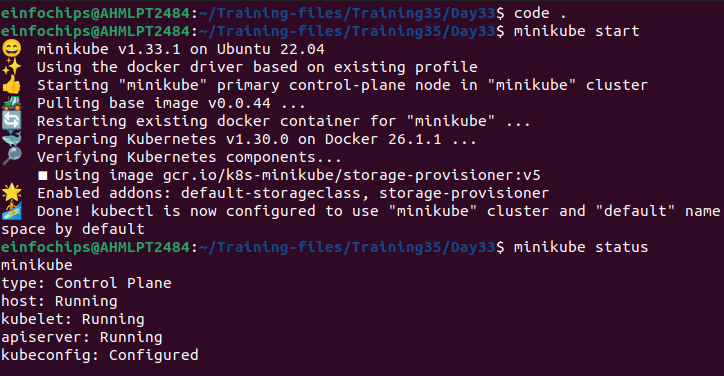 einfochips@AHMLPT2484:~/Training-files/Training35/Day33$ code .
einfochips@AHMLPT2484:~/Training-files/Training35/Day33$ minikube start
😄 minikube v1.33.1 on Ubuntu 22.04
✨ Using the docker driver based on existing profile
👍 Starting "minikube" primary control-plane node in "minikube" cluster
🚜 Pulling base image v0.0.44 ...
🔄 Restarting existing docker container for "minikube" ...
🐳 Preparing Kubernetes v1.30.0 on Docker 26.1.1 ...
🔎 Verifying Kubernetes components...
■ Using image gcr.io/k8s-minikube/storage-provisioner:v5
🌟 Enabled addons: default-storageclass, storage-provisioner
🏄 Done! kubectl is now configured to use "minikube" cluster and "default" name
space by default
einfochips@AHMLPT2484:~/Training-files/Training35/Day33$ minikube status
minikube
type: Control Plane
host: Running
kubelet: Running
apiserver: Running
kubeconfig: Configured